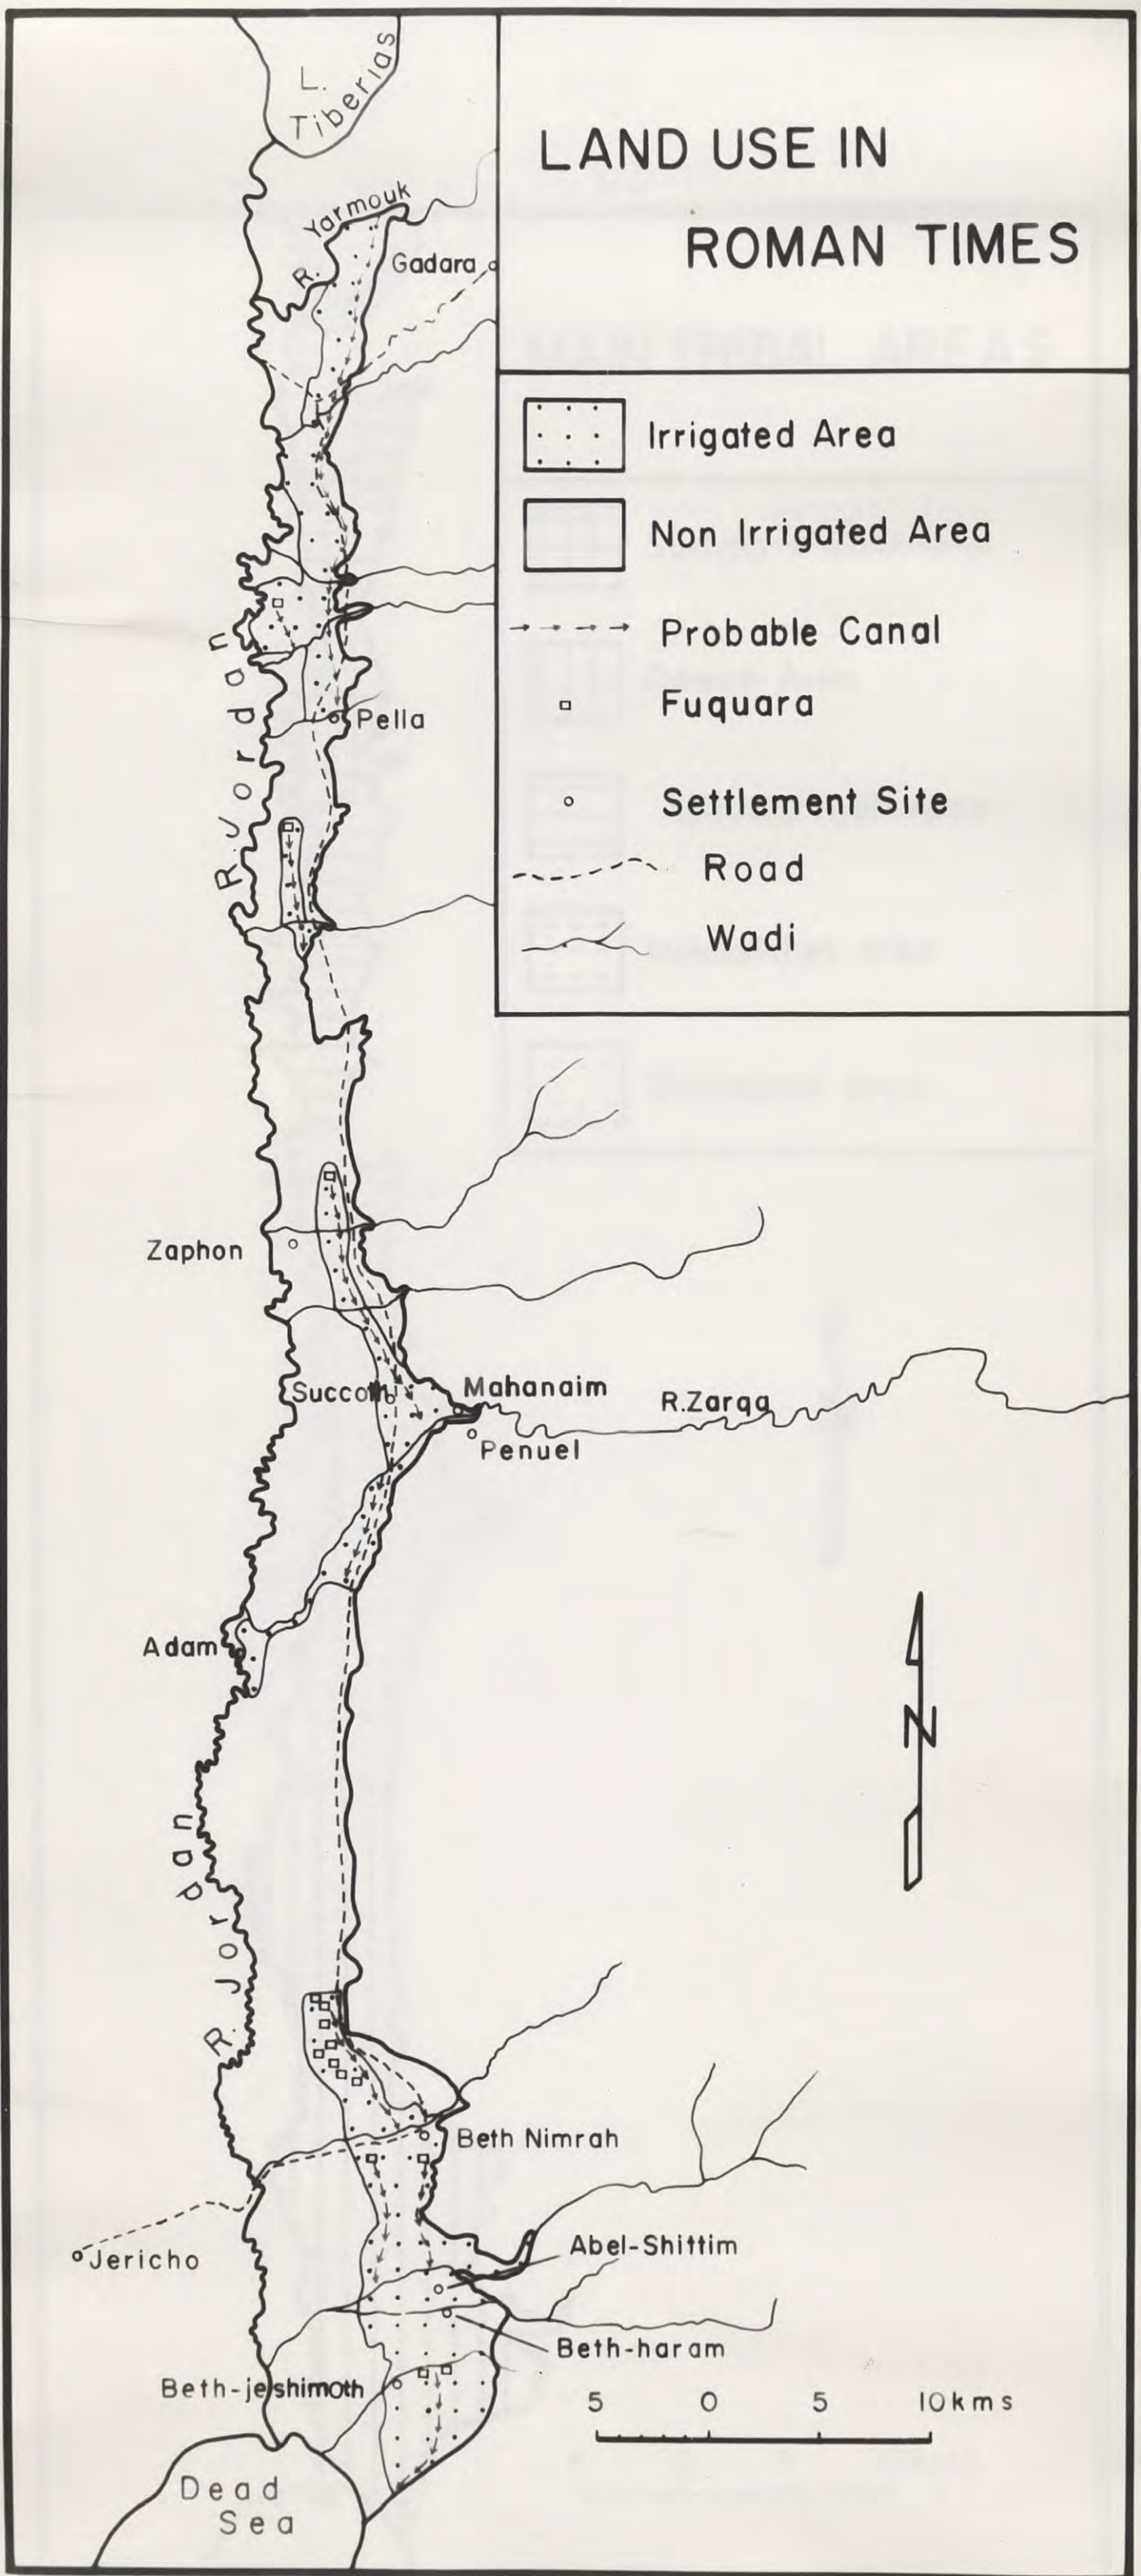 LAND USE IN
ROMAN TIMES
Irrigated Area
Non Irrigated Area
Probable Canal
Fuquara
Settlement Site
Road
Wadi
L.
Tiberias
R. Yarmouk
Gadara
R. Jordan
Pella
Zaphon
Succoth
Mahanaim
R.Zarqa
Penuel
Adam
N
R. Jordan
Beth Nimrah
Jericho
Abel-Shittim
Beth-haram
Beth-jeshimoth
5 0 5 10kms
Dead
Sea